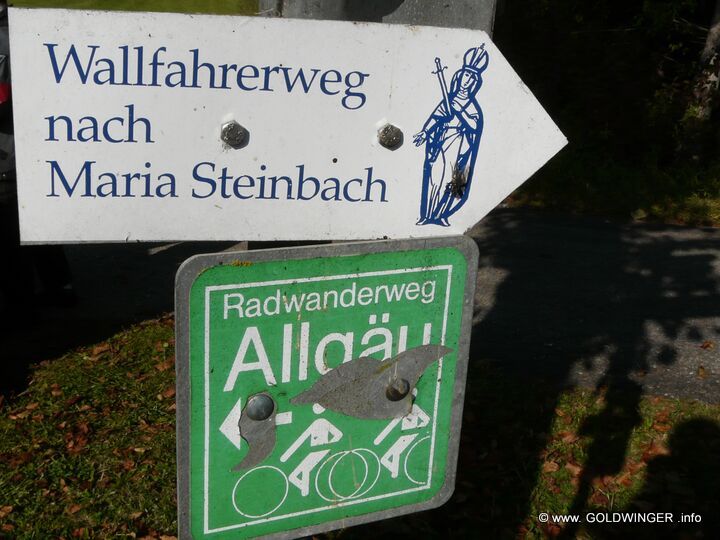 Wallfahrerweg
nach
Maria Steinbach
Radwanderweg
Allgäu
© www. GOLDWINGER .info